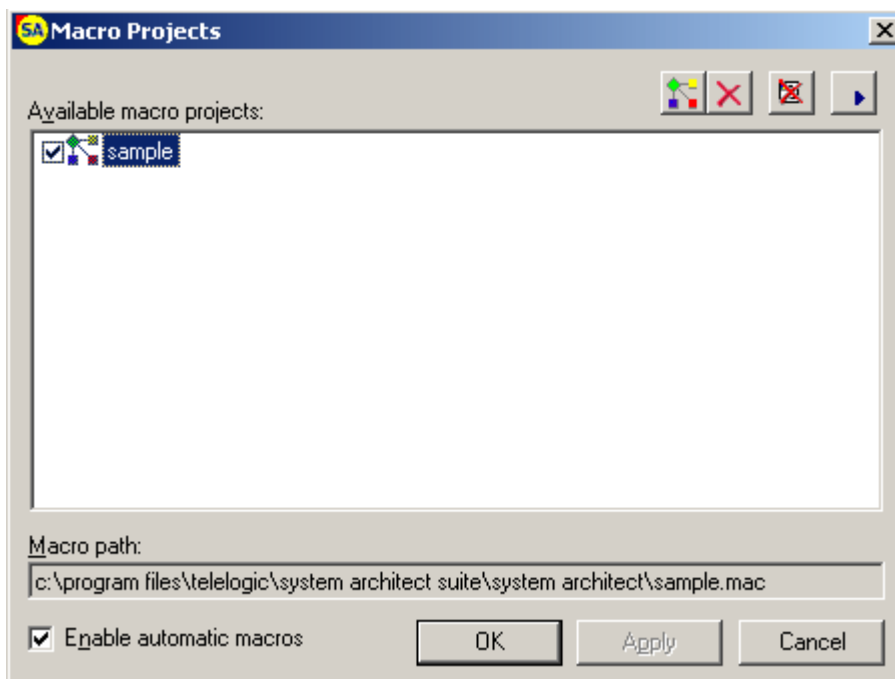 SA Macro Projects
Available macro projects:
sample
Macro path:
c:\program files\telelogic\system architect suite\system architect\sample.mac
Enable automatic macros
OK
Apply
Cancel